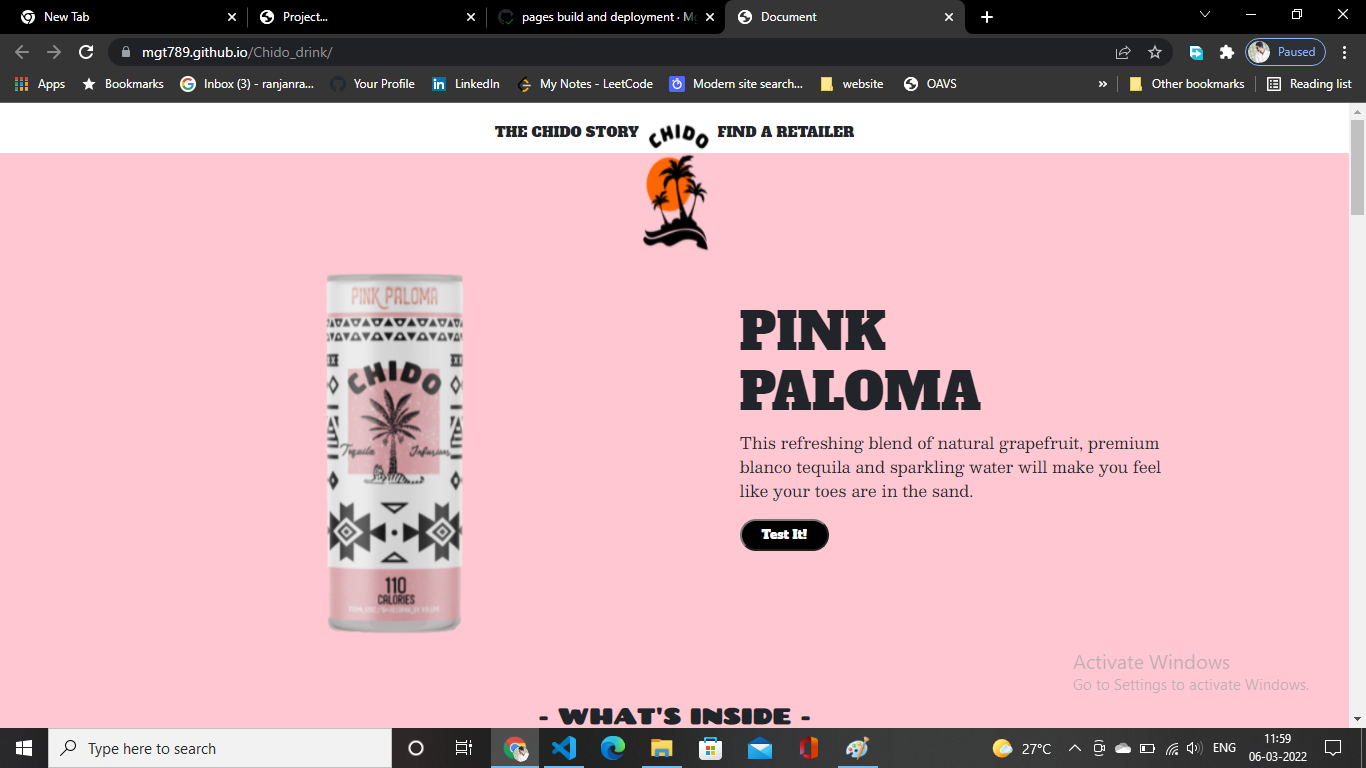 New Tab
Project...
pages build and deployment · M
Document
mgt789.github.io/Chido_drink/
Paused
Apps
Bookmarks
Inbox (3) - ranjanra...
Your Profile
LinkedIn
My Notes - LeetCode
Modern site search...
website
OAVS
»
Other bookmarks
Reading list
THE CHIDO STORY
CHIDO
FIND A RETAILER
PINK PALOMA
CHIDO
Tequila Infusions
110
CALORIES
PINK
PALOMA
This refreshing blend of natural grapefruit, premium
blanco tequila and sparkling water will make you feel
like your toes are in the sand.
Test It!
Activate Windows
Go to Settings to activate Windows.
- WHAT'S INSIDE -
Type here to search
27°C
ENG
11:59
06-03-2022